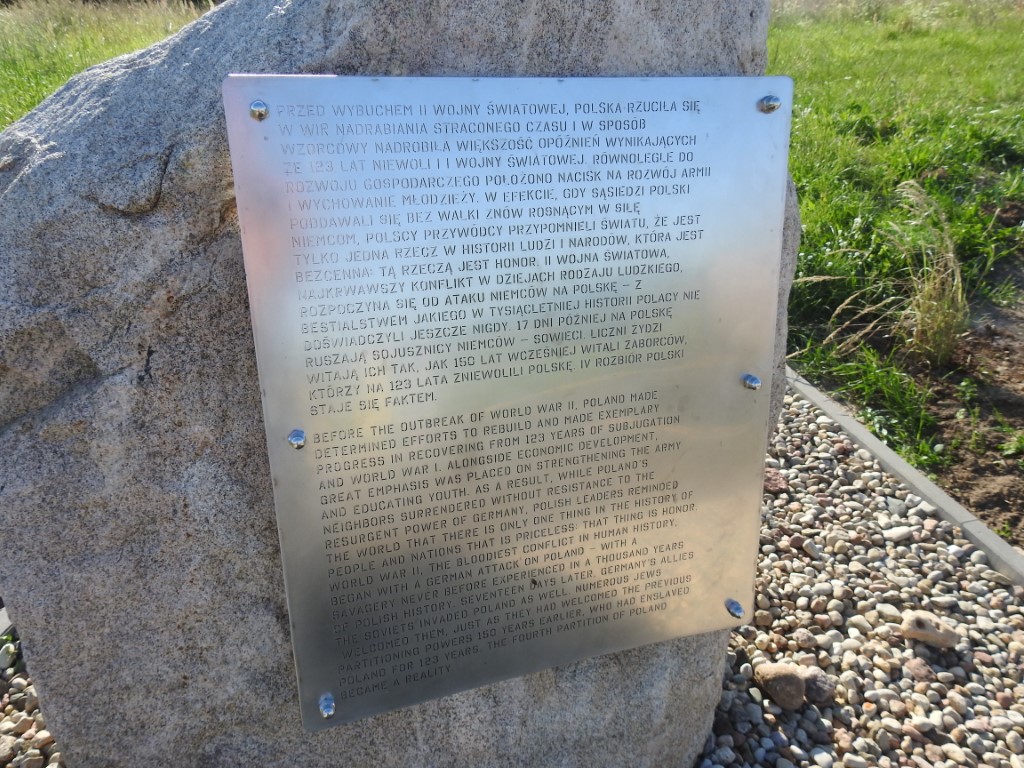 PRZED WYBUCHEM II WOJNY ŚWIATOWEJ, POLSKA RZUCIŁA SIĘ
W WIR NADRABIANIA STRACONEGO CZASU I W SPOSÓB
WZORCOWY NADROBIŁA WIĘKSZOŚĆ OPÓŹNIEŃ WYNIKAJĄCYCH
ZE 123 LAT NIEWOLI I I WOJNY ŚWIATOWEJ. RÓWNOLEGLE DO
ROZWOJU GOSPODARCZEGO POŁOŻONO NACISK NA ROZWÓJ ARMII
I WYCHOWANIE MŁODZIEŻY. W EFEKCIE, GDY SĄSIEDZI POLSKI
PODDAWALI SIĘ BEZ WALKI ZNÓW ROSNĄCYM W SIŁĘ
NIEMCOM, POLSCY PRZYWÓDCY PRZYPOMNIELI ŚWIATU, ŻE JEST
TYLKO JEDNA RZECZ W HISTORII LUDZI I NARODÓW, KTÓRA JEST
BEZCENNA: TĄ RZECZĄ JEST HONOR. II WOJNA ŚWIATOWA,
NAJKRWAWSZY KONFLIKT W DZIEJACH RODZAJU LUDZKIEGO,
ROZPOCZYNA SIĘ OD ATAKU NIEMCÓW NA POLSKĘ – Z
BESTIALSTWEM JAKIEGO W TYSIĄCLETNIEJ HISTORII POLACY NIE
DOŚWIADCZYLI JESZCZE NIGDY. 17 DNI PÓŹNIEJ NA POLSKĘ
RUSZAJĄ SOJUSZNICY NIEMCÓW – SOWIECI. LICZNI ŻYDZI
WITAJĄ ICH TAK, JAK 150 LAT WCZEŚNIEJ WITALI ZABORCÓW,
KTÓRZY NA 123 LATA ZNIEWOLILI POLSKĘ. IV ROZBIÓR POLSKI
STAJE SIĘ FAKTEM.
BEFORE THE OUTBREAK OF WORLD WAR II, POLAND MADE
DETERMINED EFFORTS TO REBUILD AND MADE EXEMPLARY
PROGRESS IN RECOVERING FROM 123 YEARS OF SUBJUGATION
AND WORLD WAR I. ALONGSIDE ECONOMIC DEVELOPMENT,
GREAT EMPHASIS WAS PLACED ON STRENGTHENING THE ARMY
AND EDUCATING YOUTH. AS A RESULT, WHILE POLAND'S
NEIGHBORS SURRENDERED WITHOUT RESISTANCE TO THE
RESURGENT POWER OF GERMANY, POLISH LEADERS REMINDED
THE WORLD THAT THERE IS ONLY ONE THING IN THE HISTORY OF
PEOPLE AND NATIONS THAT IS PRICELESS: THAT THING IS HONOR.
WORLD WAR II, THE BLOODIEST CONFLICT IN HUMAN HISTORY,
BEGAN WITH A GERMAN ATTACK ON POLAND – WITH A
SAVAGERY NEVER BEFORE EXPERIENCED IN A THOUSAND YEARS
OF POLISH HISTORY. SEVENTEEN DAYS LATER, GERMANY'S ALLIES
THE SOVIETS INVADED POLAND AS WELL. NUMEROUS JEWS
WELCOMED THEM, JUST AS THEY HAD WELCOMED THE PREVIOUS
PARTITIONING POWERS 150 YEARS EARLIER, WHO HAD ENSLAVED
POLAND FOR 123 YEARS. THE FOURTH PARTITION OF POLAND
BECAME A REALITY.